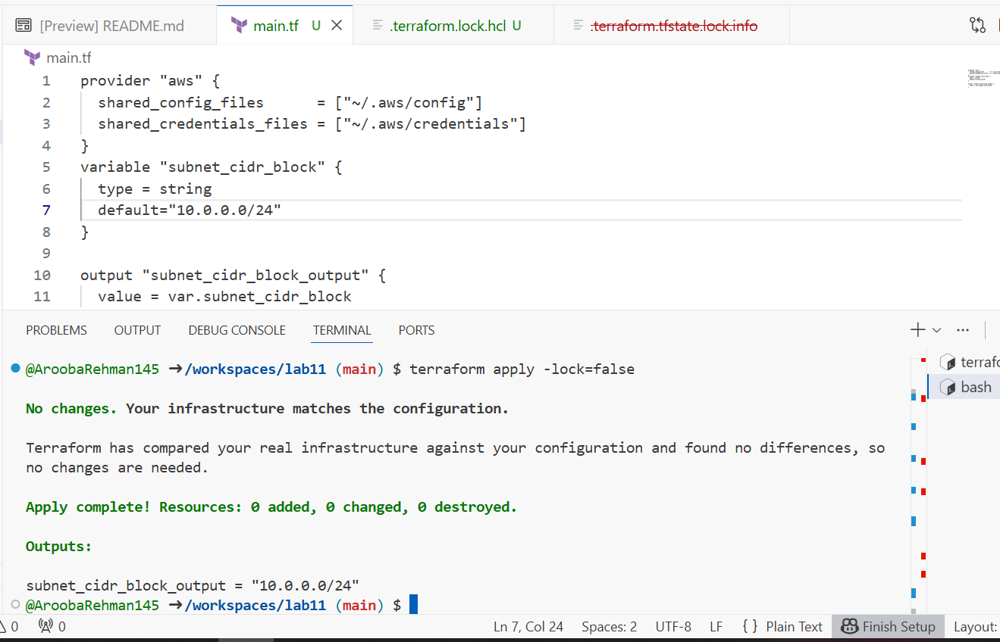 [Preview] README.md
main.tf U
.terraform.lock.hcl U
.terraform.tfstate.lock.info
main.tf
1 provider "aws" {
2   shared_config_files      = ["~/.aws/config"]
3   shared_credentials_files = ["~/.aws/credentials"]
4 }
5 variable "subnet_cidr_block" {
6   type = string
7   default="10.0.0.0/24"
8 }
9
10 output "subnet_cidr_block_output" {
11   value = var.subnet_cidr_block
PROBLEMS OUTPUT DEBUG CONSOLE TERMINAL PORTS
@AroobaRehman145 ➜/workspaces/lab11 (main) $ terraform apply -lock=false
No changes. Your infrastructure matches the configuration.
Terraform has compared your real infrastructure against your configuration and found no differences, so
no changes are needed.
Apply complete! Resources: 0 added, 0 changed, 0 destroyed.
Outputs:
subnet_cidr_block_output = "10.0.0.0/24"
@AroobaRehman145 ➜/workspaces/lab11 (main) $
bash
0 0 Ln 7, Col 24 Spaces: 2 UTF-8 LF { } Plain Text Finish Setup Layout: